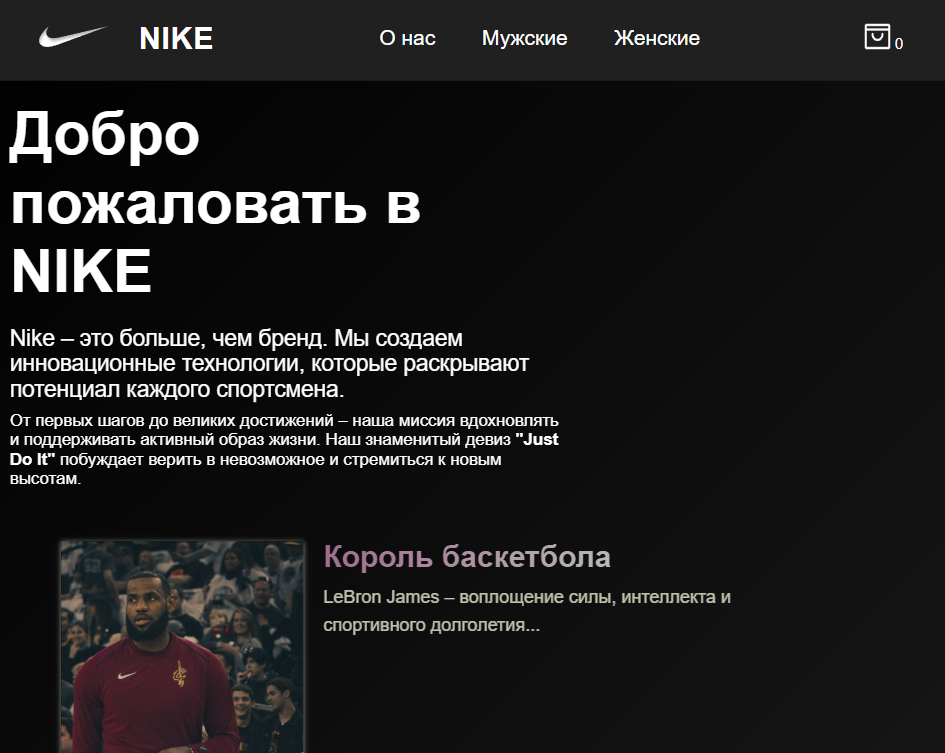 NIKE О нас Мужские Женские 0
Добро
пожаловать в
NIKE
Nike – это больше, чем бренд. Мы создаем
инновационные технологии, которые раскрывают
потенциал каждого спортсмена.
От первых шагов до великих достижений – наша миссия вдохновлять
и поддерживать активный образ жизни. Наш знаменитый девиз "Just
Do It" побуждает верить в невозможное и стремиться к новым
высотам.
Король баскетбола
LeBron James – воплощение силы, интеллекта и
спортивного долголетия...